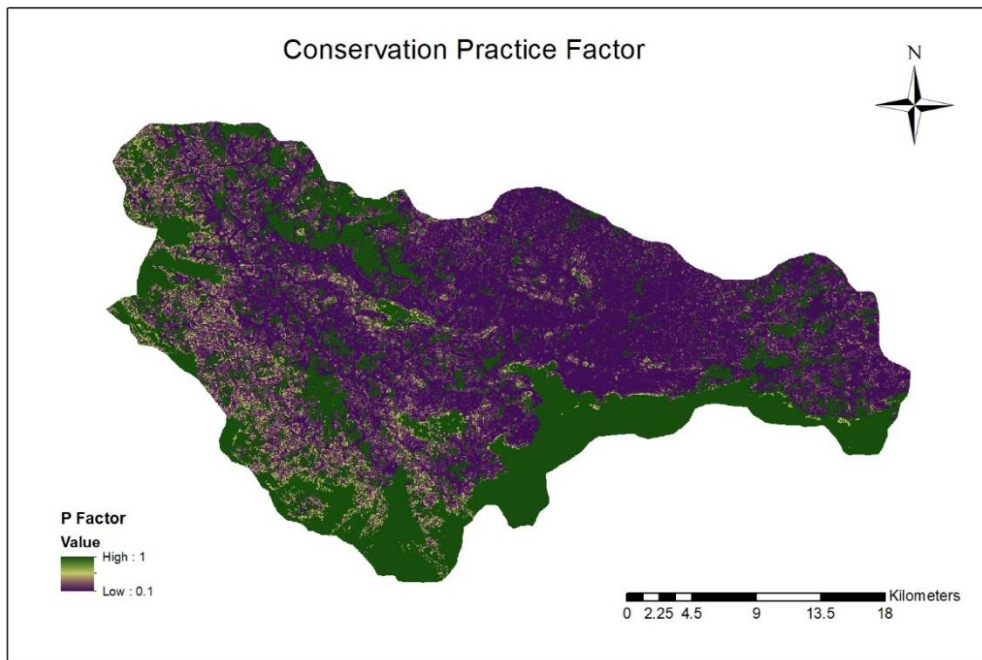 Conservation Practice Factor
N
P Factor
Value
High : 1
Low : 0.1
Kilometers
0 2.25 4.5 9 13.5 18